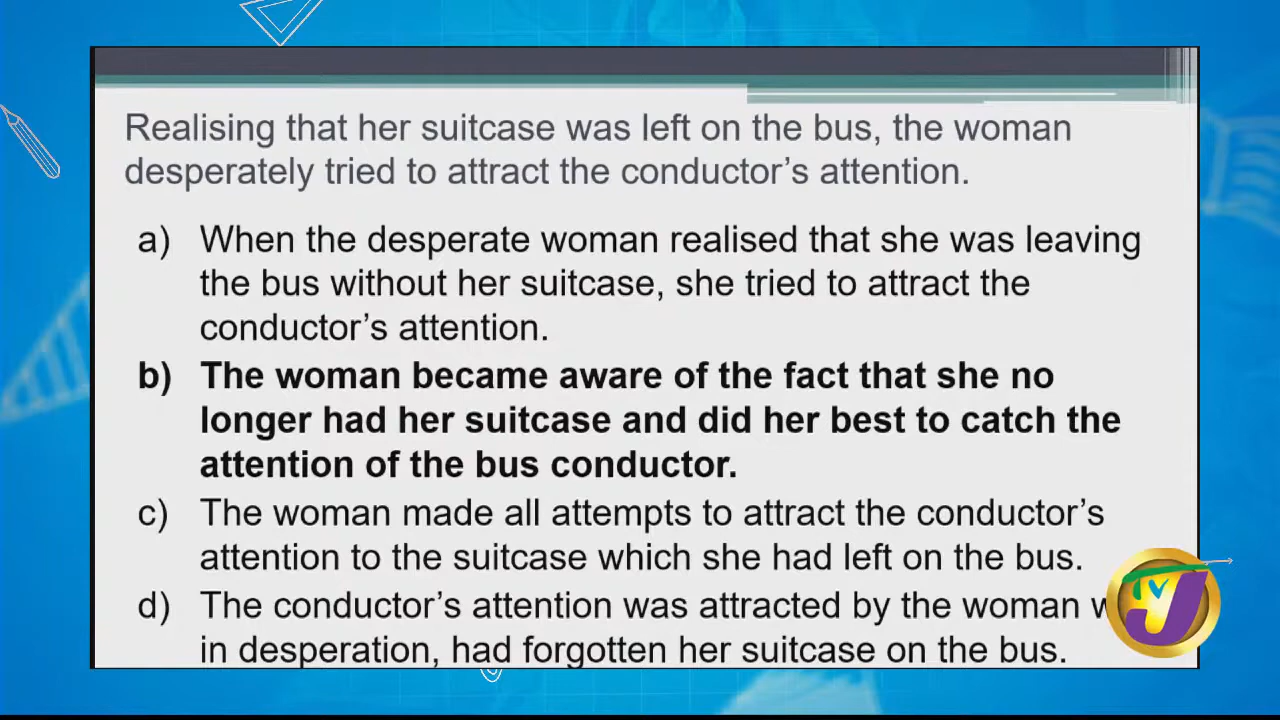 Realising that her suitcase was left on the bus, the woman
desperately tried to attract the conductor's attention.
a) When the desperate woman realised that she was leaving
the bus without her suitcase, she tried to attract the
conductor's attention.
b) The woman became aware of the fact that she no
longer had her suitcase and did her best to catch the
attention of the bus conductor.
c) The woman made all attempts to attract the conductor's
attention to the suitcase which she had left on the bus.
d) The conductor's attention was attracted by the woman
in desperation, had forgotten her suitcase on the bus.
TVJ